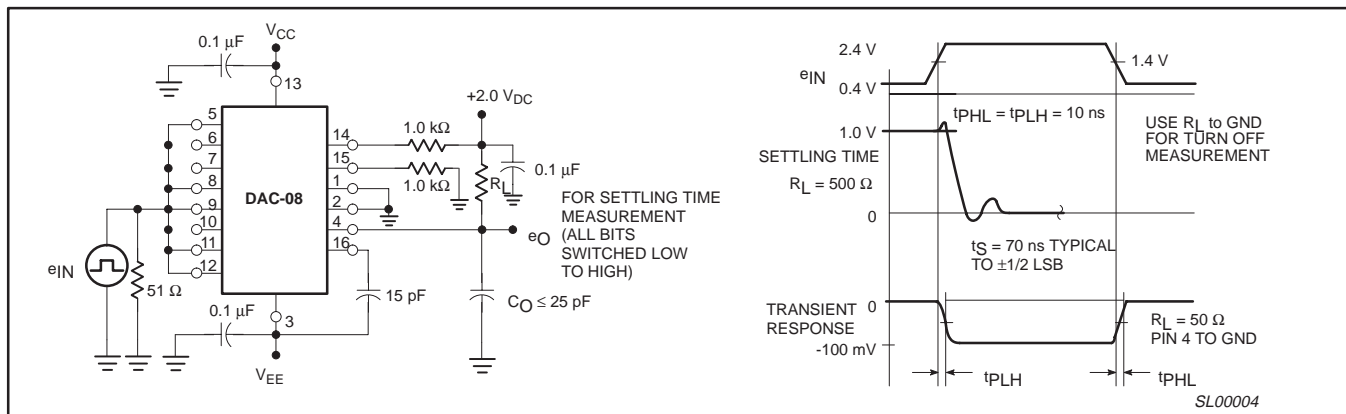 0.1 μF
VCC
13
+2.0 VDC
5
6
7
8
9
10
11
12
DAC-08
14
15
1
2
4
16
3
1.0 kΩ
1.0 kΩ
RL
0.1 μF
FOR SETTLING TIME
MEASUREMENT
(ALL BITS
SWITCHED LOW
TO HIGH)
eO
eIN
51 Ω
15 pF
CO ≤ 25 pF
0.1 μF
VEE
2.4 V
eIN
0.4 V
1.4 V
tPHL = tPLH = 10 ns
USE RL to GND
FOR TURN OFF
MEASUREMENT
1.0 V
SETTLING TIME
RL = 500 Ω
0
tS = 70 ns TYPICAL
TO ±1/2 LSB
0
TRANSIENT
RESPONSE
-100 mV
RL = 50 Ω
PIN 4 TO GND
tPLH
tPHL
SL00004